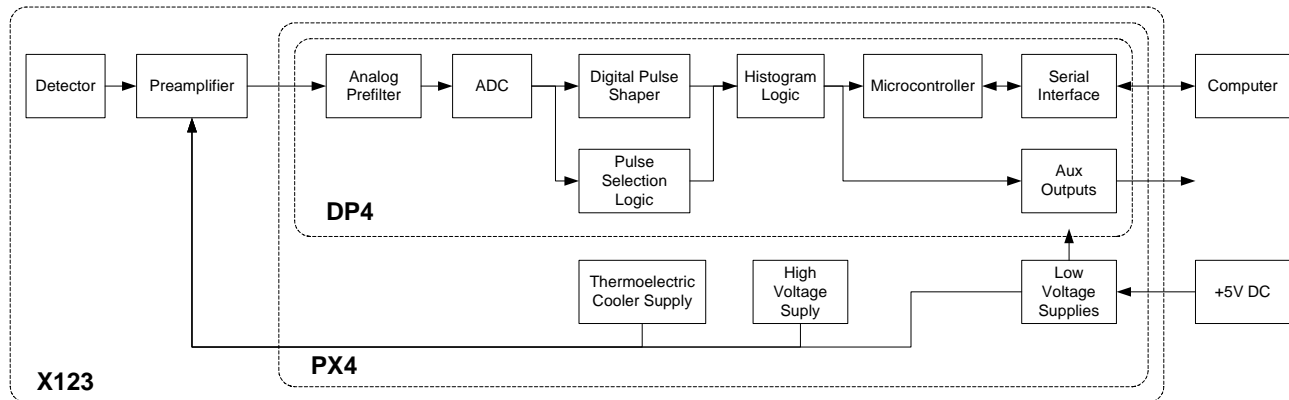 Detector
Preamplifier
Analog
Prefilter
ADC
Digital Pulse
Shaper
Histogram
Logic
Microcontroller
Serial
Interface
Computer
Pulse
Selection
Logic
Aux
Outputs
DP4
Thermoelectric
Cooler Supply
High
Voltage
Suply
Low
Voltage
Supplies
+5V DC
PX4
X123